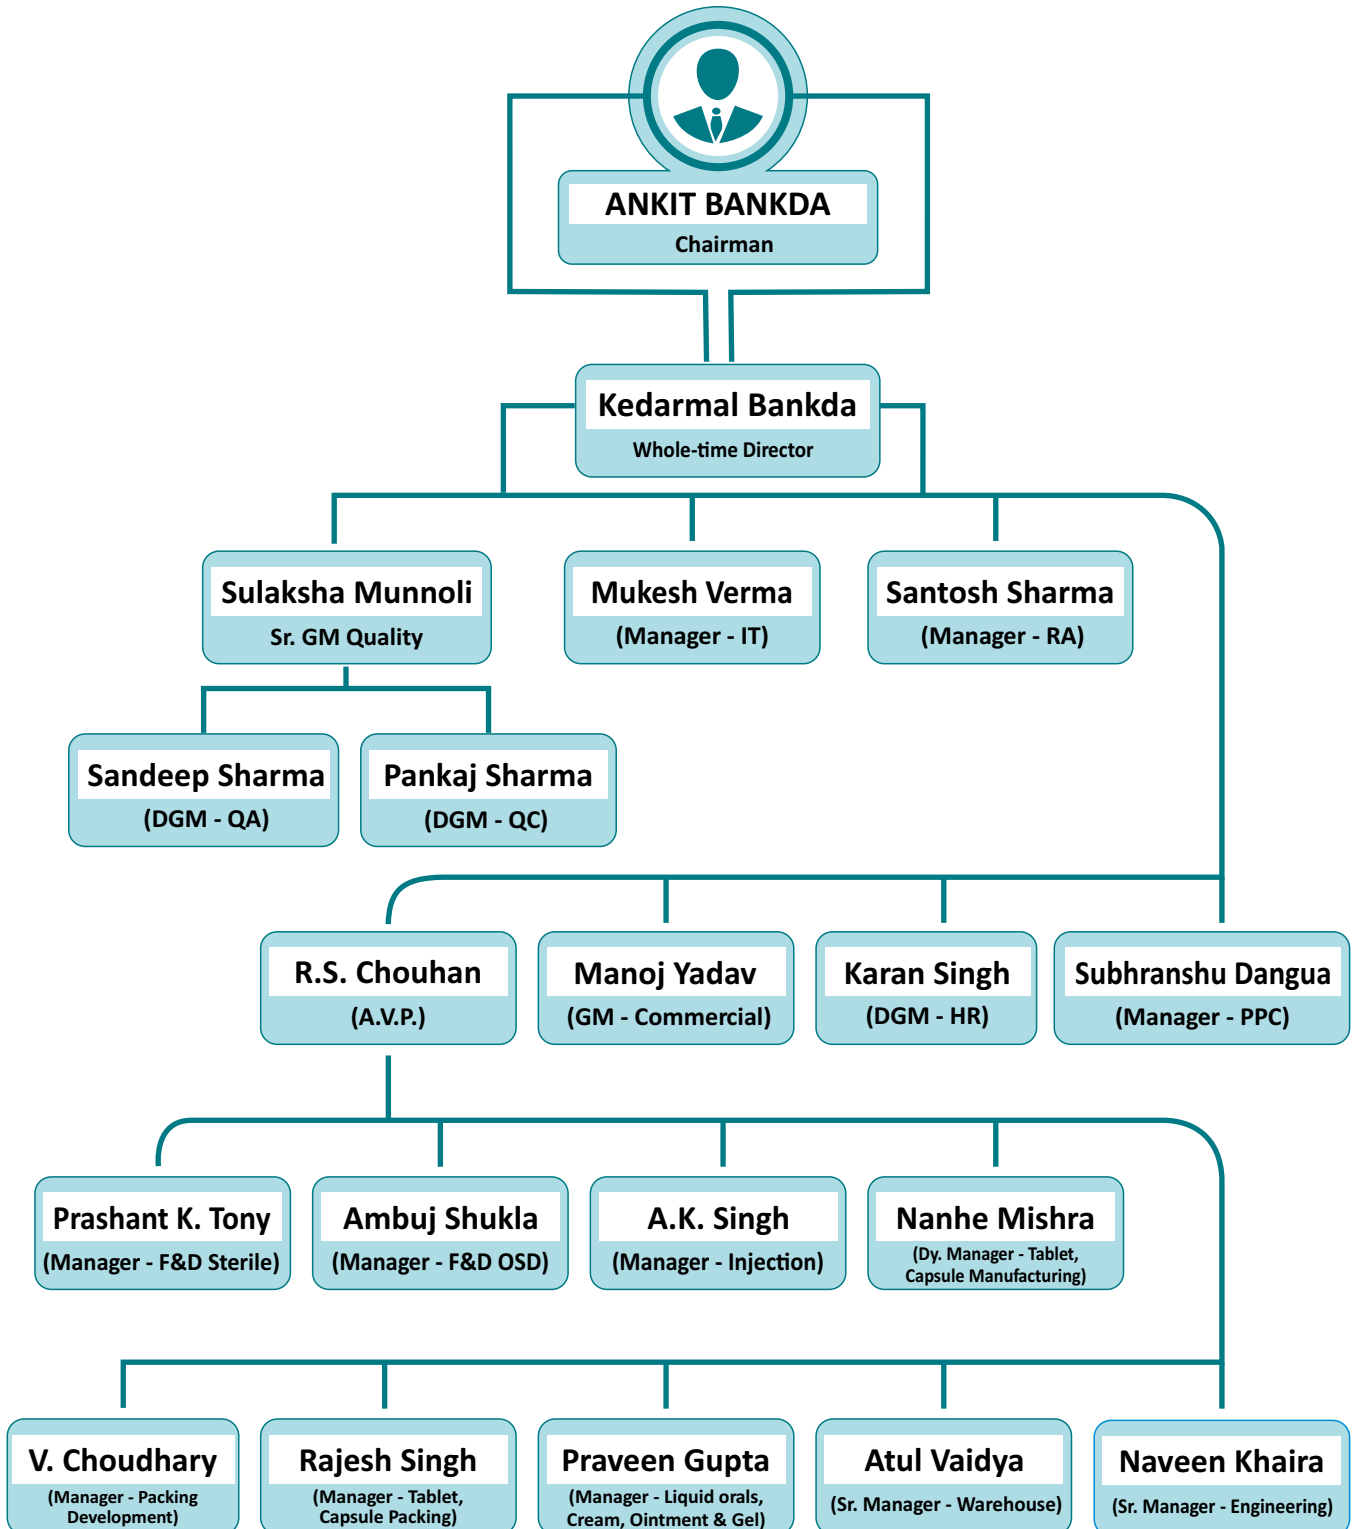 ANKIT BANKDA
Chairman
Kedarmal Bankda
Whole-time Director
Sulaksha Munnoli
Sr. GM Quality
Mukesh Verma
(Manager - IT)
Santosh Sharma
(Manager - RA)
Sandeep Sharma
(DGM - QA)
Pankaj Sharma
(DGM - QC)
R.S. Chouhan
(A.V.P.)
Manoj Yadav
(GM - Commercial)
Karan Singh
(DGM - HR)
Subhranshu Dangua
(Manager - PPC)
Prashant K. Tony
(Manager - F&D Sterile)
Ambuj Shukla
(Manager - F&D OSD)
A.K. Singh
(Manager - Injection)
Nanhe Mishra
(Dy. Manager - Tablet,
Capsule Manufacturing)
V. Choudhary
(Manager - Packing
Development)
Rajesh Singh
(Manager - Tablet,
Capsule Packing)
Praveen Gupta
(Manager - Liquid orals,
Cream, Ointment & Gel)
Atul Vaidya
(Sr. Manager - Warehouse)
Naveen Khaira
(Sr. Manager - Engineering)